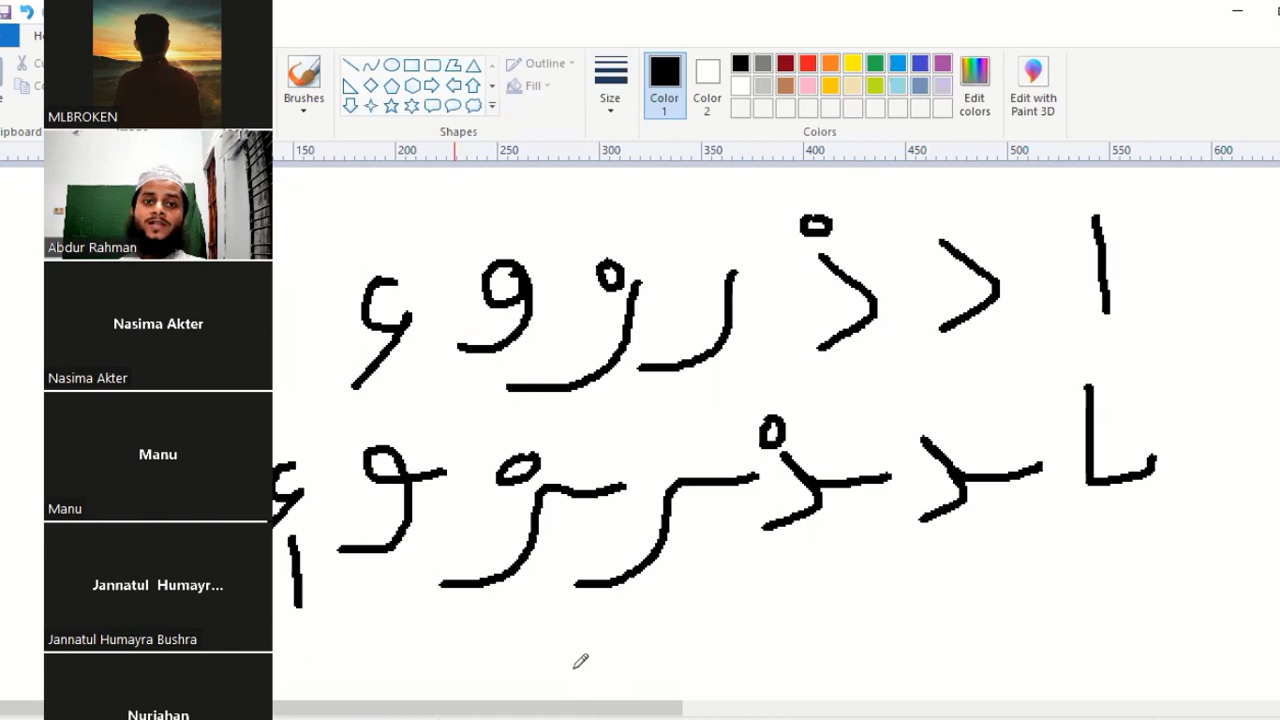 MLBROKEN
Abdur Rahman
Nasima Akter
Nasima Akter
Manu
Manu
Jannatul Humayr...
Jannatul Humayra Bushra
Nurjahan
Brushes
Shapes
Outline
Fill
Size
Color 1
Color 2
Edit colors
Edit with Paint 3D
Colors
150 200 250 300 350 400 450 500 550 600
ا د ذ ر ز و ء
ـا ـد ـذ ـر ـز ـو ء
ا